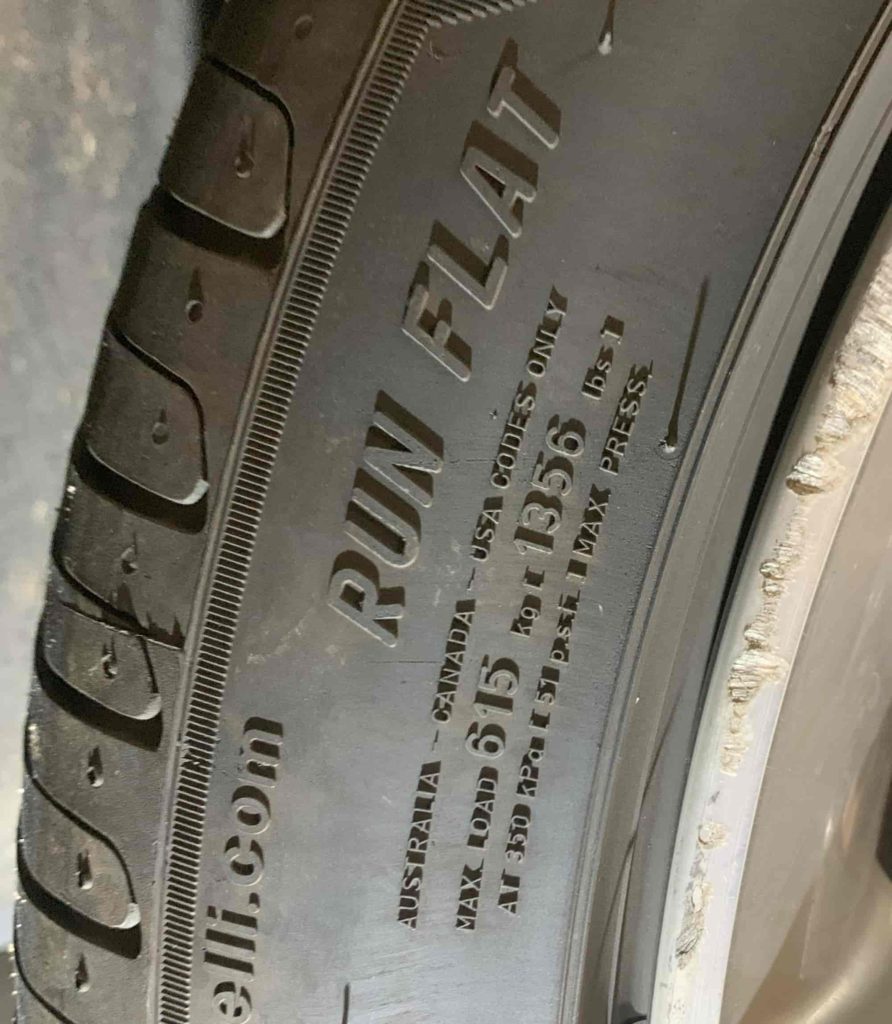 RUN FLAT
AUSTRALIA - CANADA - USA CODES ONLY
MAX. LOAD 615 kg [ 1356 lbs ]
AT 350 kPa [ 51 p.s.i. ] MAX. PRESS.
elli.com